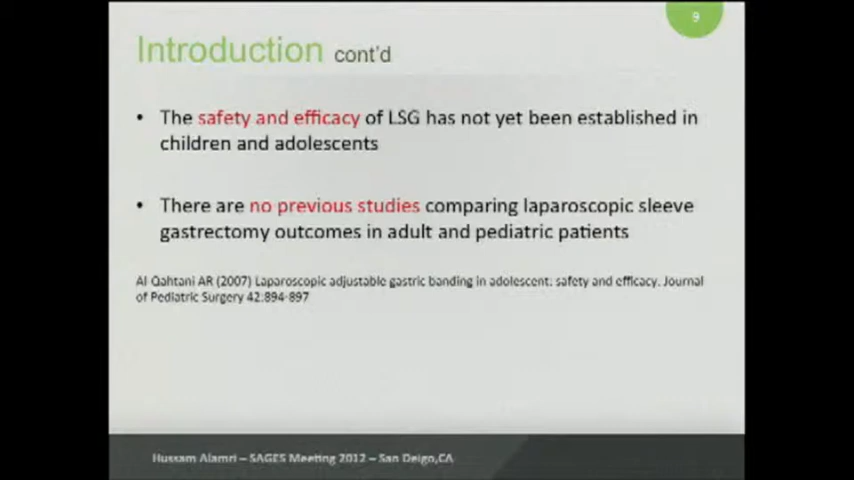 9
Introduction cont'd
• The safety and efficacy of LSG has not yet been established in
children and adolescents
• There are no previous studies comparing laparoscopic sleeve
gastrectomy outcomes in adult and pediatric patients
Al-Qahtani AR (2007) Laparoscopic adjustable gastric banding in adolescent: safety and efficacy. Journal
of Pediatric Surgery 42:894-897
Hussam Alamri – SAGES Meeting 2012 – San Deigo,CA